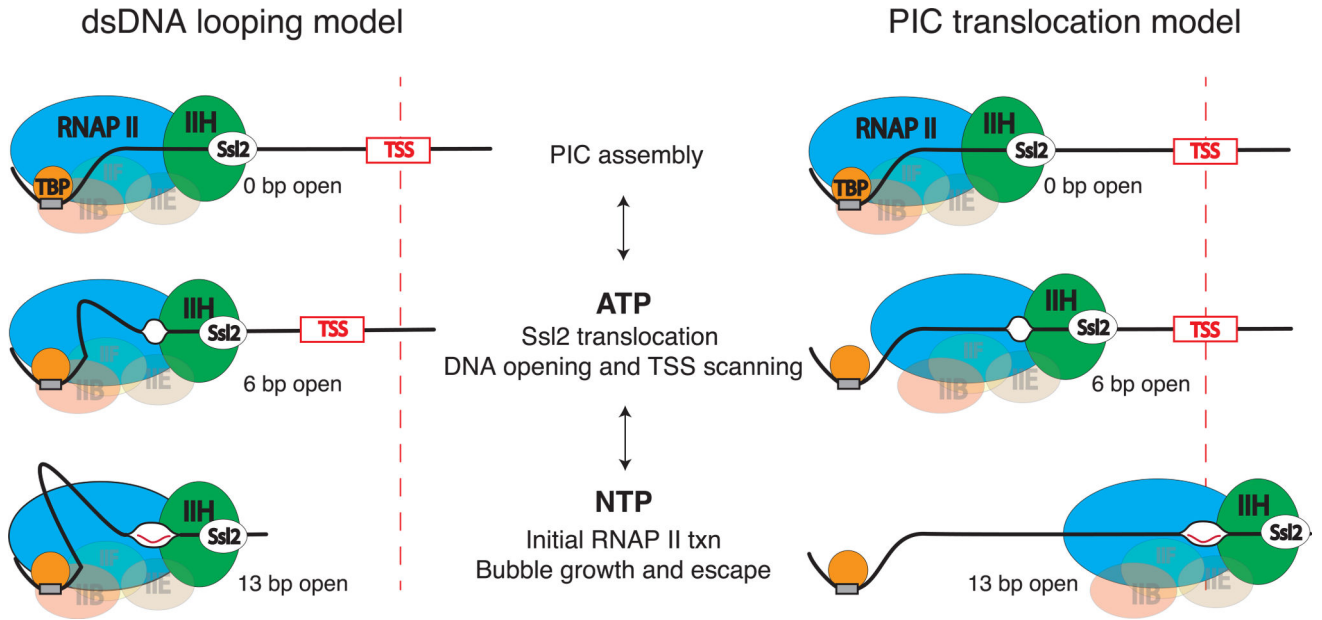 dsDNA looping model
PIC translocation model
RNAP II
IIH
Ssl2
TSS
TBP
IIF
IIB
IIE
0 bp open
PIC assembly
RNAP II
IIH
Ssl2
TSS
TBP
IIF
IIB
IIE
0 bp open
IIH
Ssl2
TSS
IIF
IIB
IIE
6 bp open
ATP
Ssl2 translocation
DNA opening and TSS scanning
IIH
Ssl2
TSS
IIF
IIB
IIE
6 bp open
IIH
Ssl2
IIF
IIB
IIE
13 bp open
NTP
Initial RNAP II txn
Bubble growth and escape
IIH
Ssl2
IIF
IIB
IIE
13 bp open